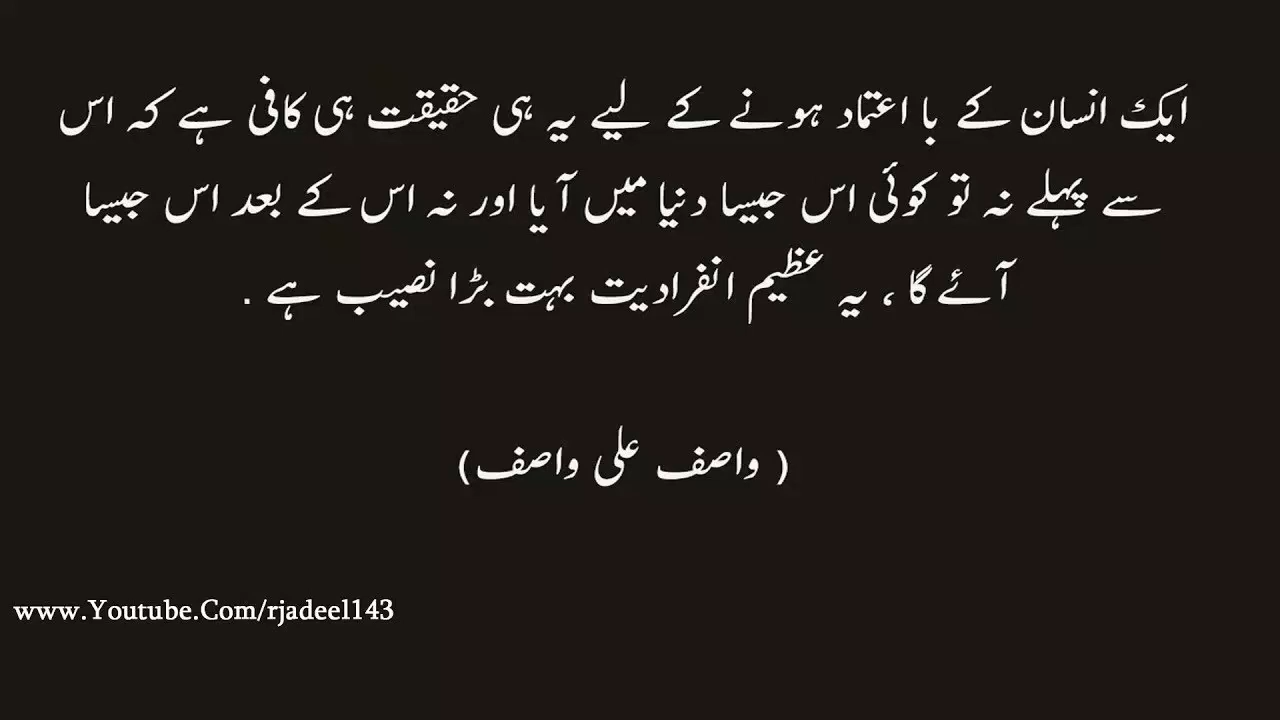 ایک انسان کے با اعتماد ہونے کے لیے یہ ہی حقیقت ہی کافی ہے کہ اس
سے پہلے نہ تو کوئی اس جیسا دنیا میں آیا اور نہ اس کے بعد اس جیسا
آئے گا ، یہ عظیم انفرادیت بہت بڑا نصیب ہے .
( واصف علی واصف)
www.Youtube.Com/rjadeel143